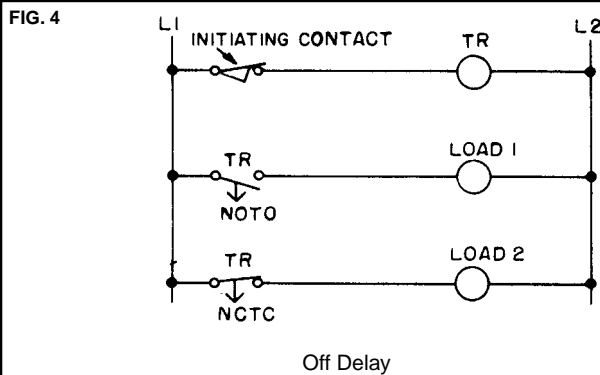 FIG. 4
L1 L2
INITIATING CONTACT TR
TR LOAD 1
NOTO
TR LOAD 2
NCTC
Off Delay